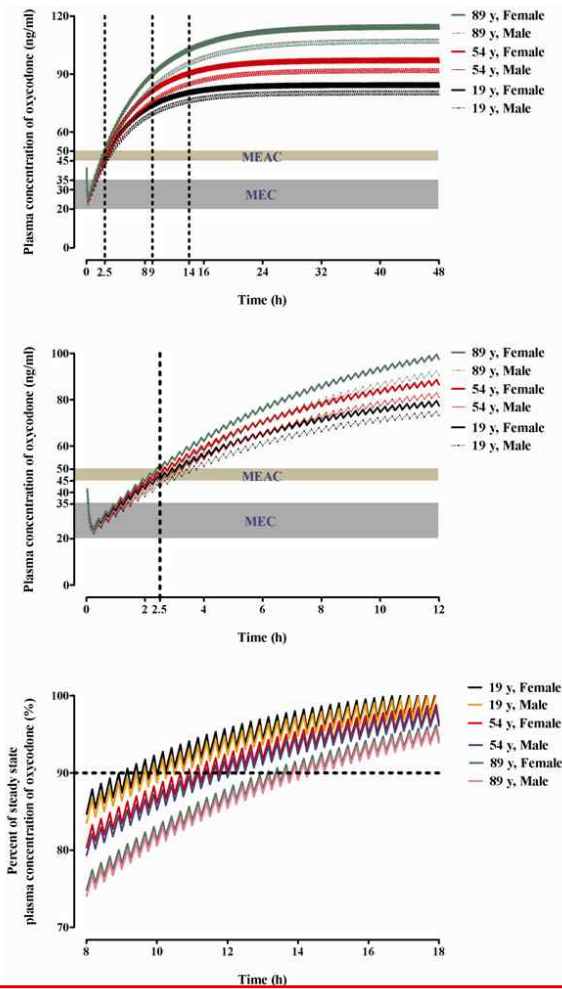 Plasma concentration of oxycodone (ng/ml)
120
90
60
50
45
35
30
20
0
MEAC
MEC
0 2.5 8 9 14 16 24 32 40 48
Time (h)
89 y, Female
89 y, Male
54 y, Female
54 y, Male
19 y, Female
19 y, Male
Plasma concentration of oxycodone (ng/ml)
100
80
60
50
45
40
35
20
0
MEAC
MEC
0 2 2.5 4 6 8 10 12
Time (h)
89 y, Female
89 y, Male
54 y, Female
54 y, Male
19 y, Female
19 y, Male
Percent of steady state
plasma concentration of oxycodone (%)
100
90
80
70
8 10 12 14 16 18
Time (h)
19 y, Female
19 y, Male
54 y, Female
54 y, Male
89 y, Female
89 y, Male